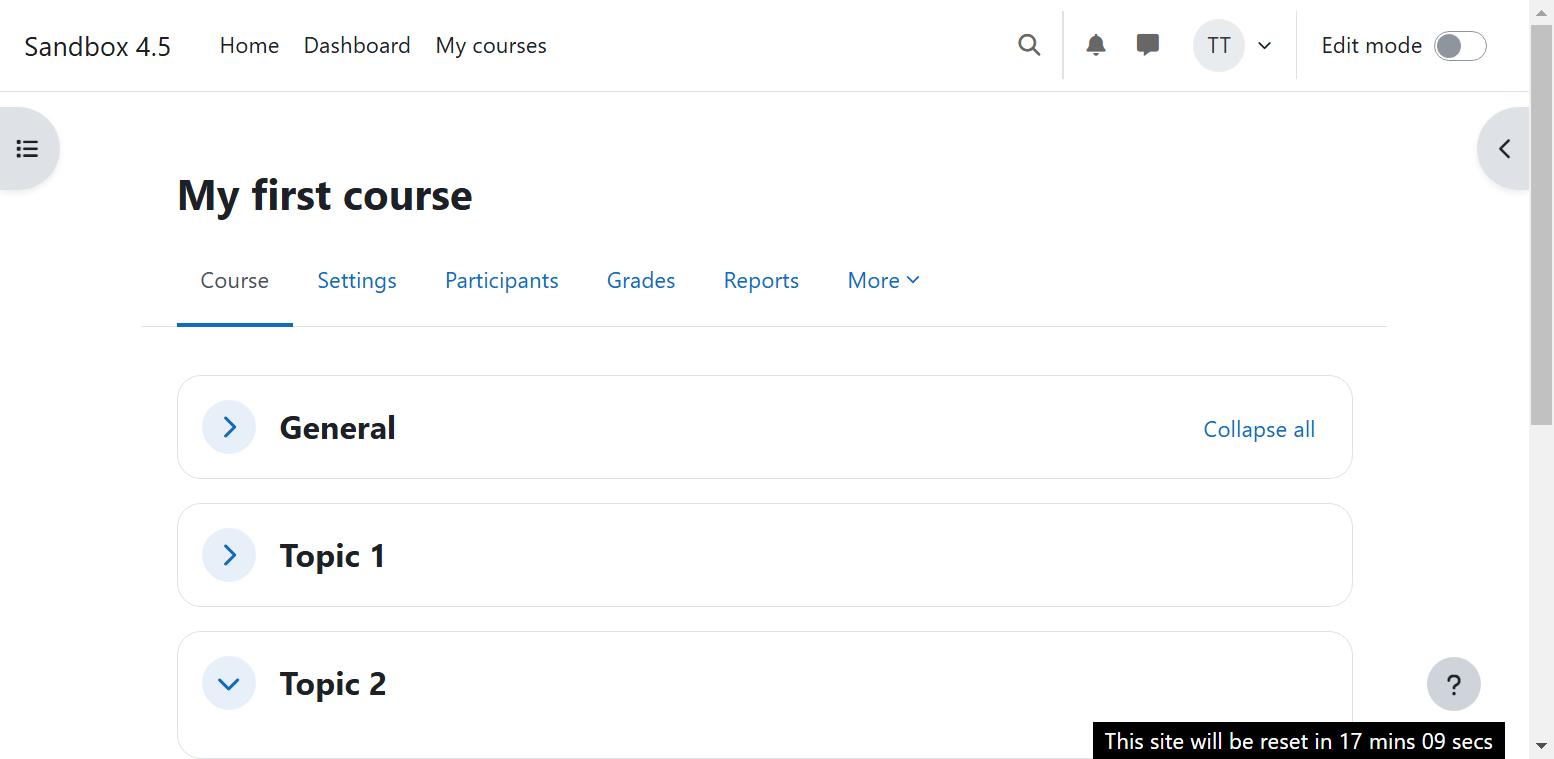 Sandbox 4.5 Home Dashboard My courses TT Edit mode
My first course
Course Settings Participants Grades Reports More
General Collapse all
Topic 1
Topic 2
?
This site will be reset in 17 mins 09 secs